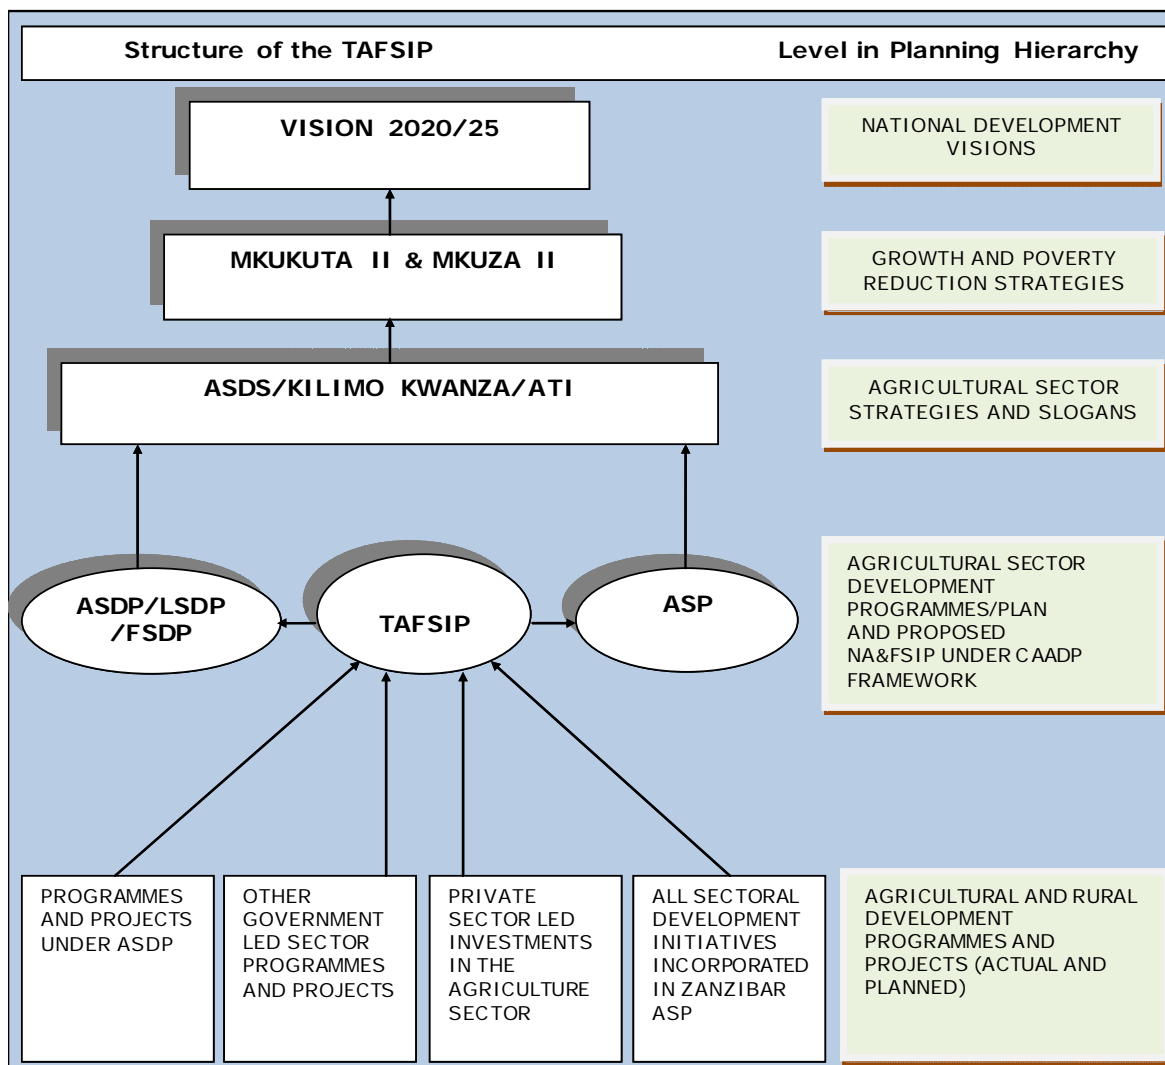 Structure of the TAFSIP
Level in Planning Hierarchy
VISION 2020/25
NATIONAL DEVELOPMENT
VISIONS
MKUKUTA II & MKUZA II
GROWTH AND POVERTY
REDUCTION STRATEGIES
ASDS/KILIMO KWANZA/ATI
AGRICULTURAL SECTOR
STRATEGIES AND SLOGANS
ASDP/LSDP
/FSDP
TAFSIP
ASP
AGRICULTURAL SECTOR
DEVELOPMENT
PROGRAMMES/PLAN
AND PROPOSED
NA&FSIP UNDER CAADP
FRAMEWORK
PROGRAMMES
AND PROJECTS
UNDER ASDP
OTHER
GOVERNMENT
LED SECTOR
PROGRAMMES
AND PROJECTS
PRIVATE
SECTOR LED
INVESTMENTS
IN THE
AGRICULTURE
SECTOR
ALL SECTORAL
DEVELOPMENT
INITIATIVES
INCORPORATED
IN ZANZIBAR
ASP
AGRICULTURAL AND RURAL
DEVELOPMENT
PROGRAMMES AND
PROJECTS (ACTUAL AND
PLANNED)